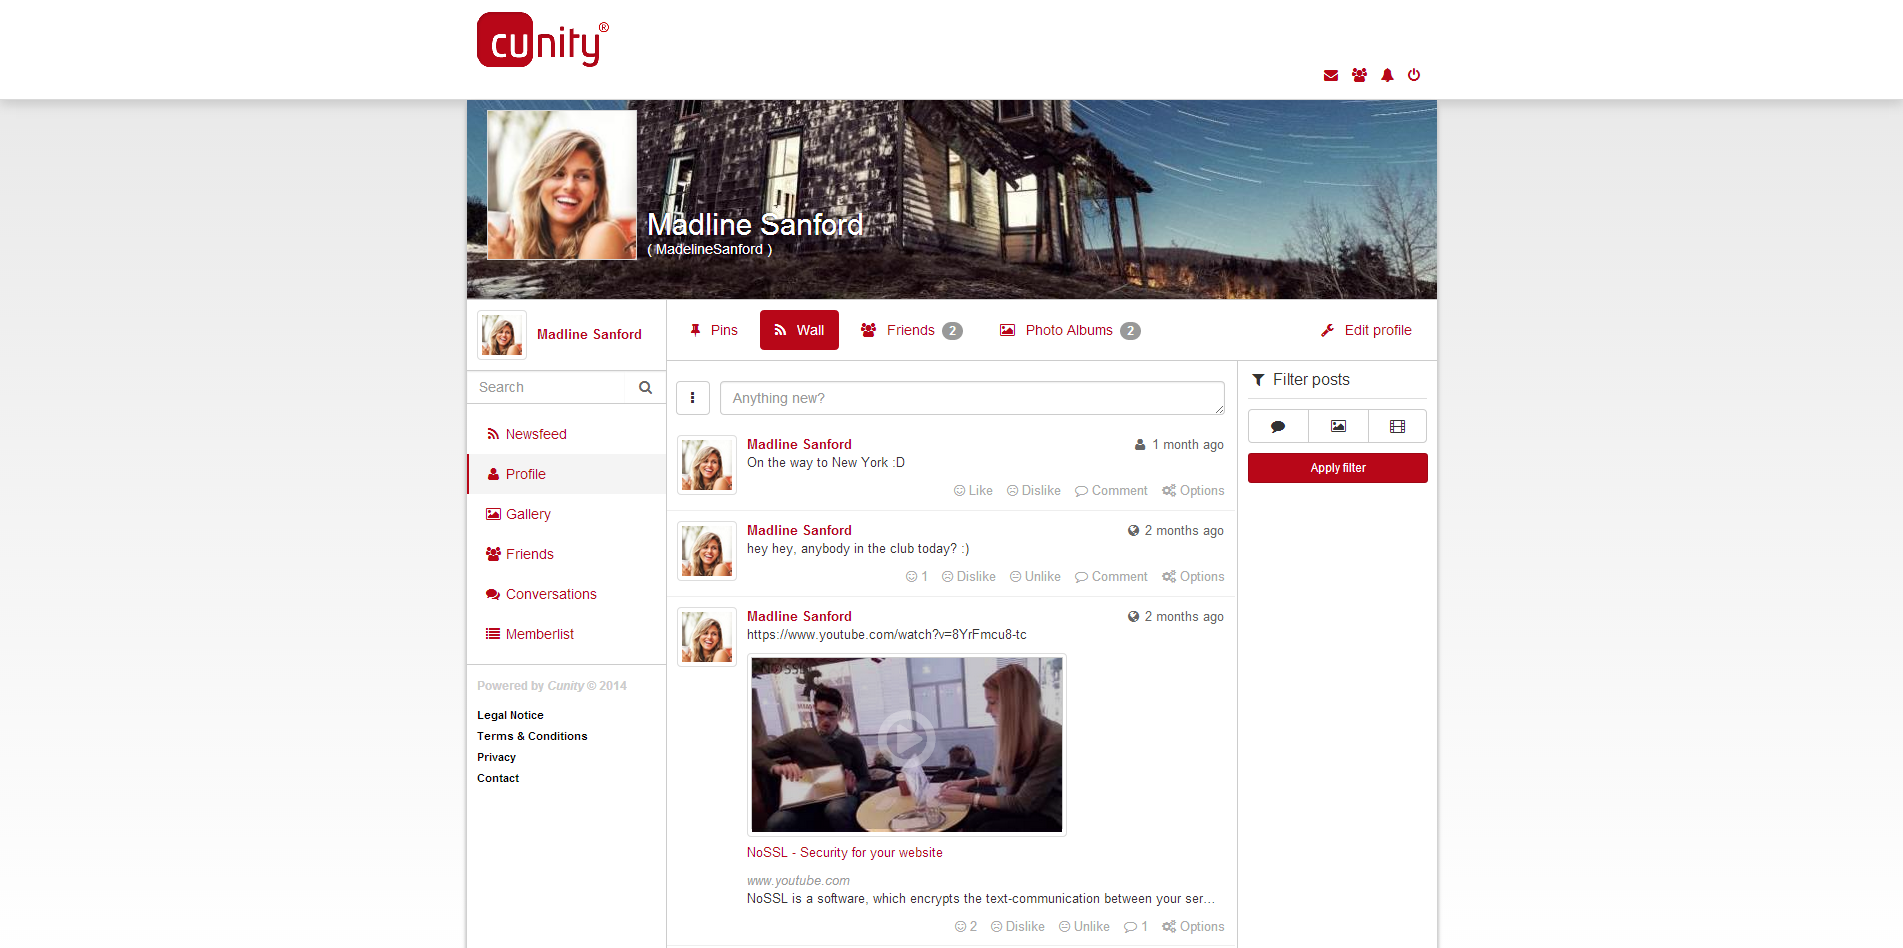 cunity®
Madline Sanford
( MadelineSanford )
Madline Sanford
Pins
Wall
Friends 2
Photo Albums 2
Edit profile
Search
Newsfeed
Profile
Gallery
Friends
Conversations
Memberlist
Powered by Cunity © 2014
Legal Notice
Terms & Conditions
Privacy
Contact
Anything new?
Madline Sanford 1 month ago
On the way to New York :D
Like Dislike Comment Options
Madline Sanford 2 months ago
hey hey, anybody in the club today? :)
1 Dislike Unlike Comment Options
Madline Sanford 2 months ago
https://www.youtube.com/watch?v=8YrFmcu8-tc
NoSSL
NoSSL - Security for your website
www.youtube.com
NoSSL is a software, which encrypts the text-communication between your ser...
2 Dislike Unlike 1 Options
Filter posts
Apply filter